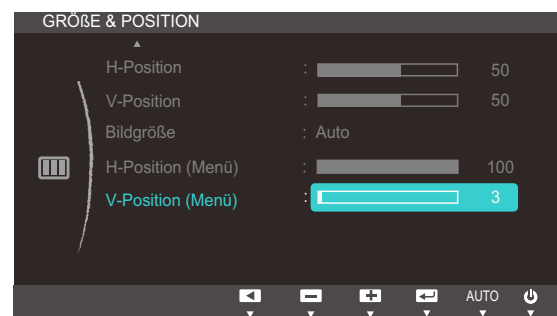 GRÖßE & POSITION
H-Position : 50
V-Position : 50
Bildgröße : Auto
H-Position (Menü) : 100
V-Position (Menü) : 3
AUTO